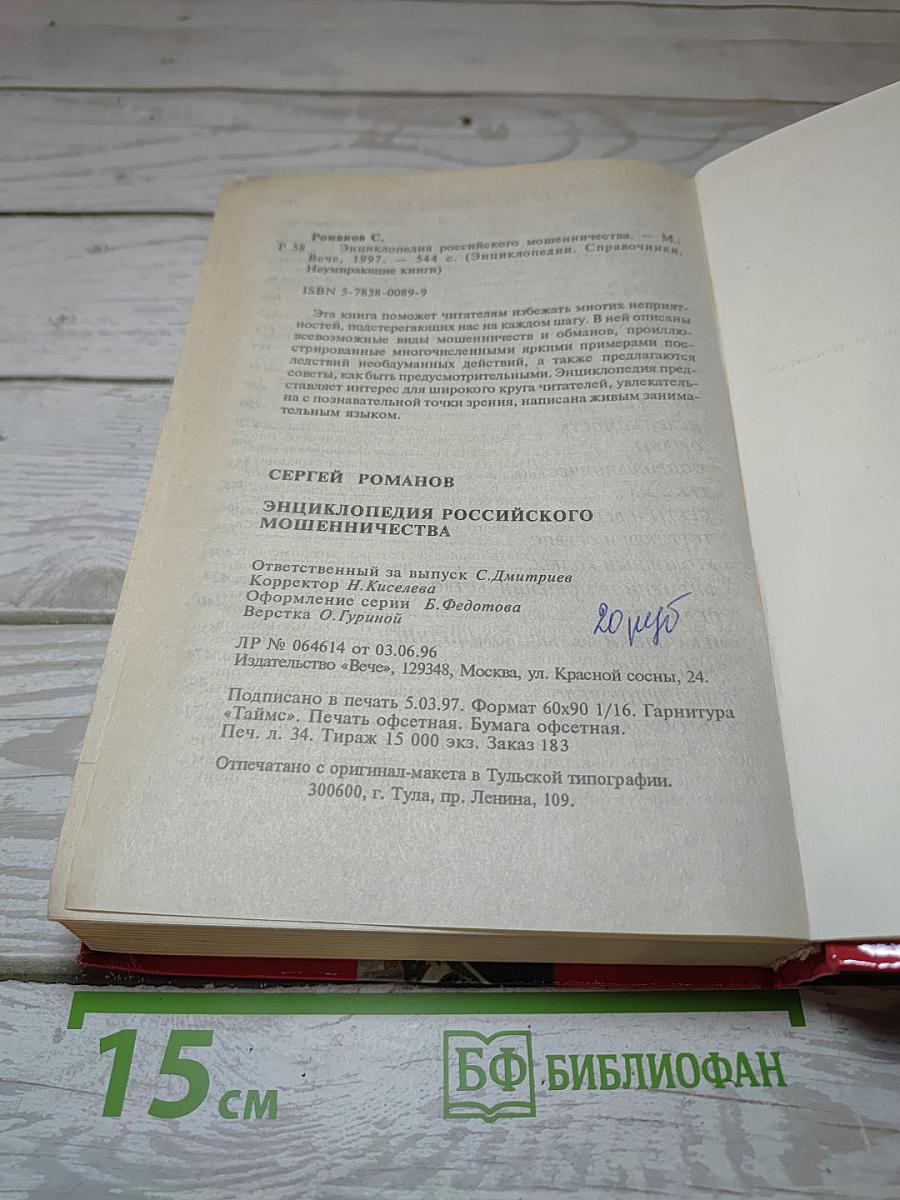 Романов С.
Р 58 Энциклопедия российского мошенничества. — М.:
Вече, 1997. — 544 с. (Энциклопедии. Справочники.
Неумирающие книги)
ISBN 5-7838-0089-9
Эта книга поможет читателям избежать многих неприят-
ностей, подстерегающих нас на каждом шагу. В ней описаны
всевозможные виды мошенничеств и обманов, проиллю-
стрированные многочисленными яркими примерами пос-
ледствий необдуманных действий, а также предлагаются
советы, как быть предусмотрительными. Энциклопедия пред-
ставляет интерес для широкого круга читателей, увлекатель-
на с познавательной точки зрения, написана живым занима-
тельным языком.
СЕРГЕЙ РОМАНОВ
ЭНЦИКЛОПЕДИЯ РОССИЙСКОГО
МОШЕННИЧЕСТВА
Ответственный за выпуск С.Дмитриев
Корректор Н.Киселева
Оформление серии Б.Федотова
Верстка О.Гуриной
20 руб
ЛР № 064614 от 03.06.96
Издательство «Вече», 129348, Москва, ул. Красной сосны, 24.
Подписано в печать 5.03.97. Формат 60х90 1/16. Гарнитура
«Таймс». Печать офсетная. Бумага офсетная.
Печ. л. 34. Тираж 15 000 экз. Заказ 183
Отпечатано с оригинал-макета в Тульской типографии.
300600, г. Тула, пр. Ленина, 109.
15 см
БФ БИБЛИОФАН